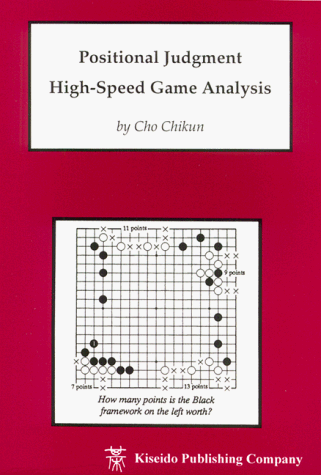 Positional Judgment
High-Speed Game Analysis
by Cho Chikun
11 points
9 points
7 points
13 points
How many points is the Black
framework on the left worth?
Kiseido Publishing Company